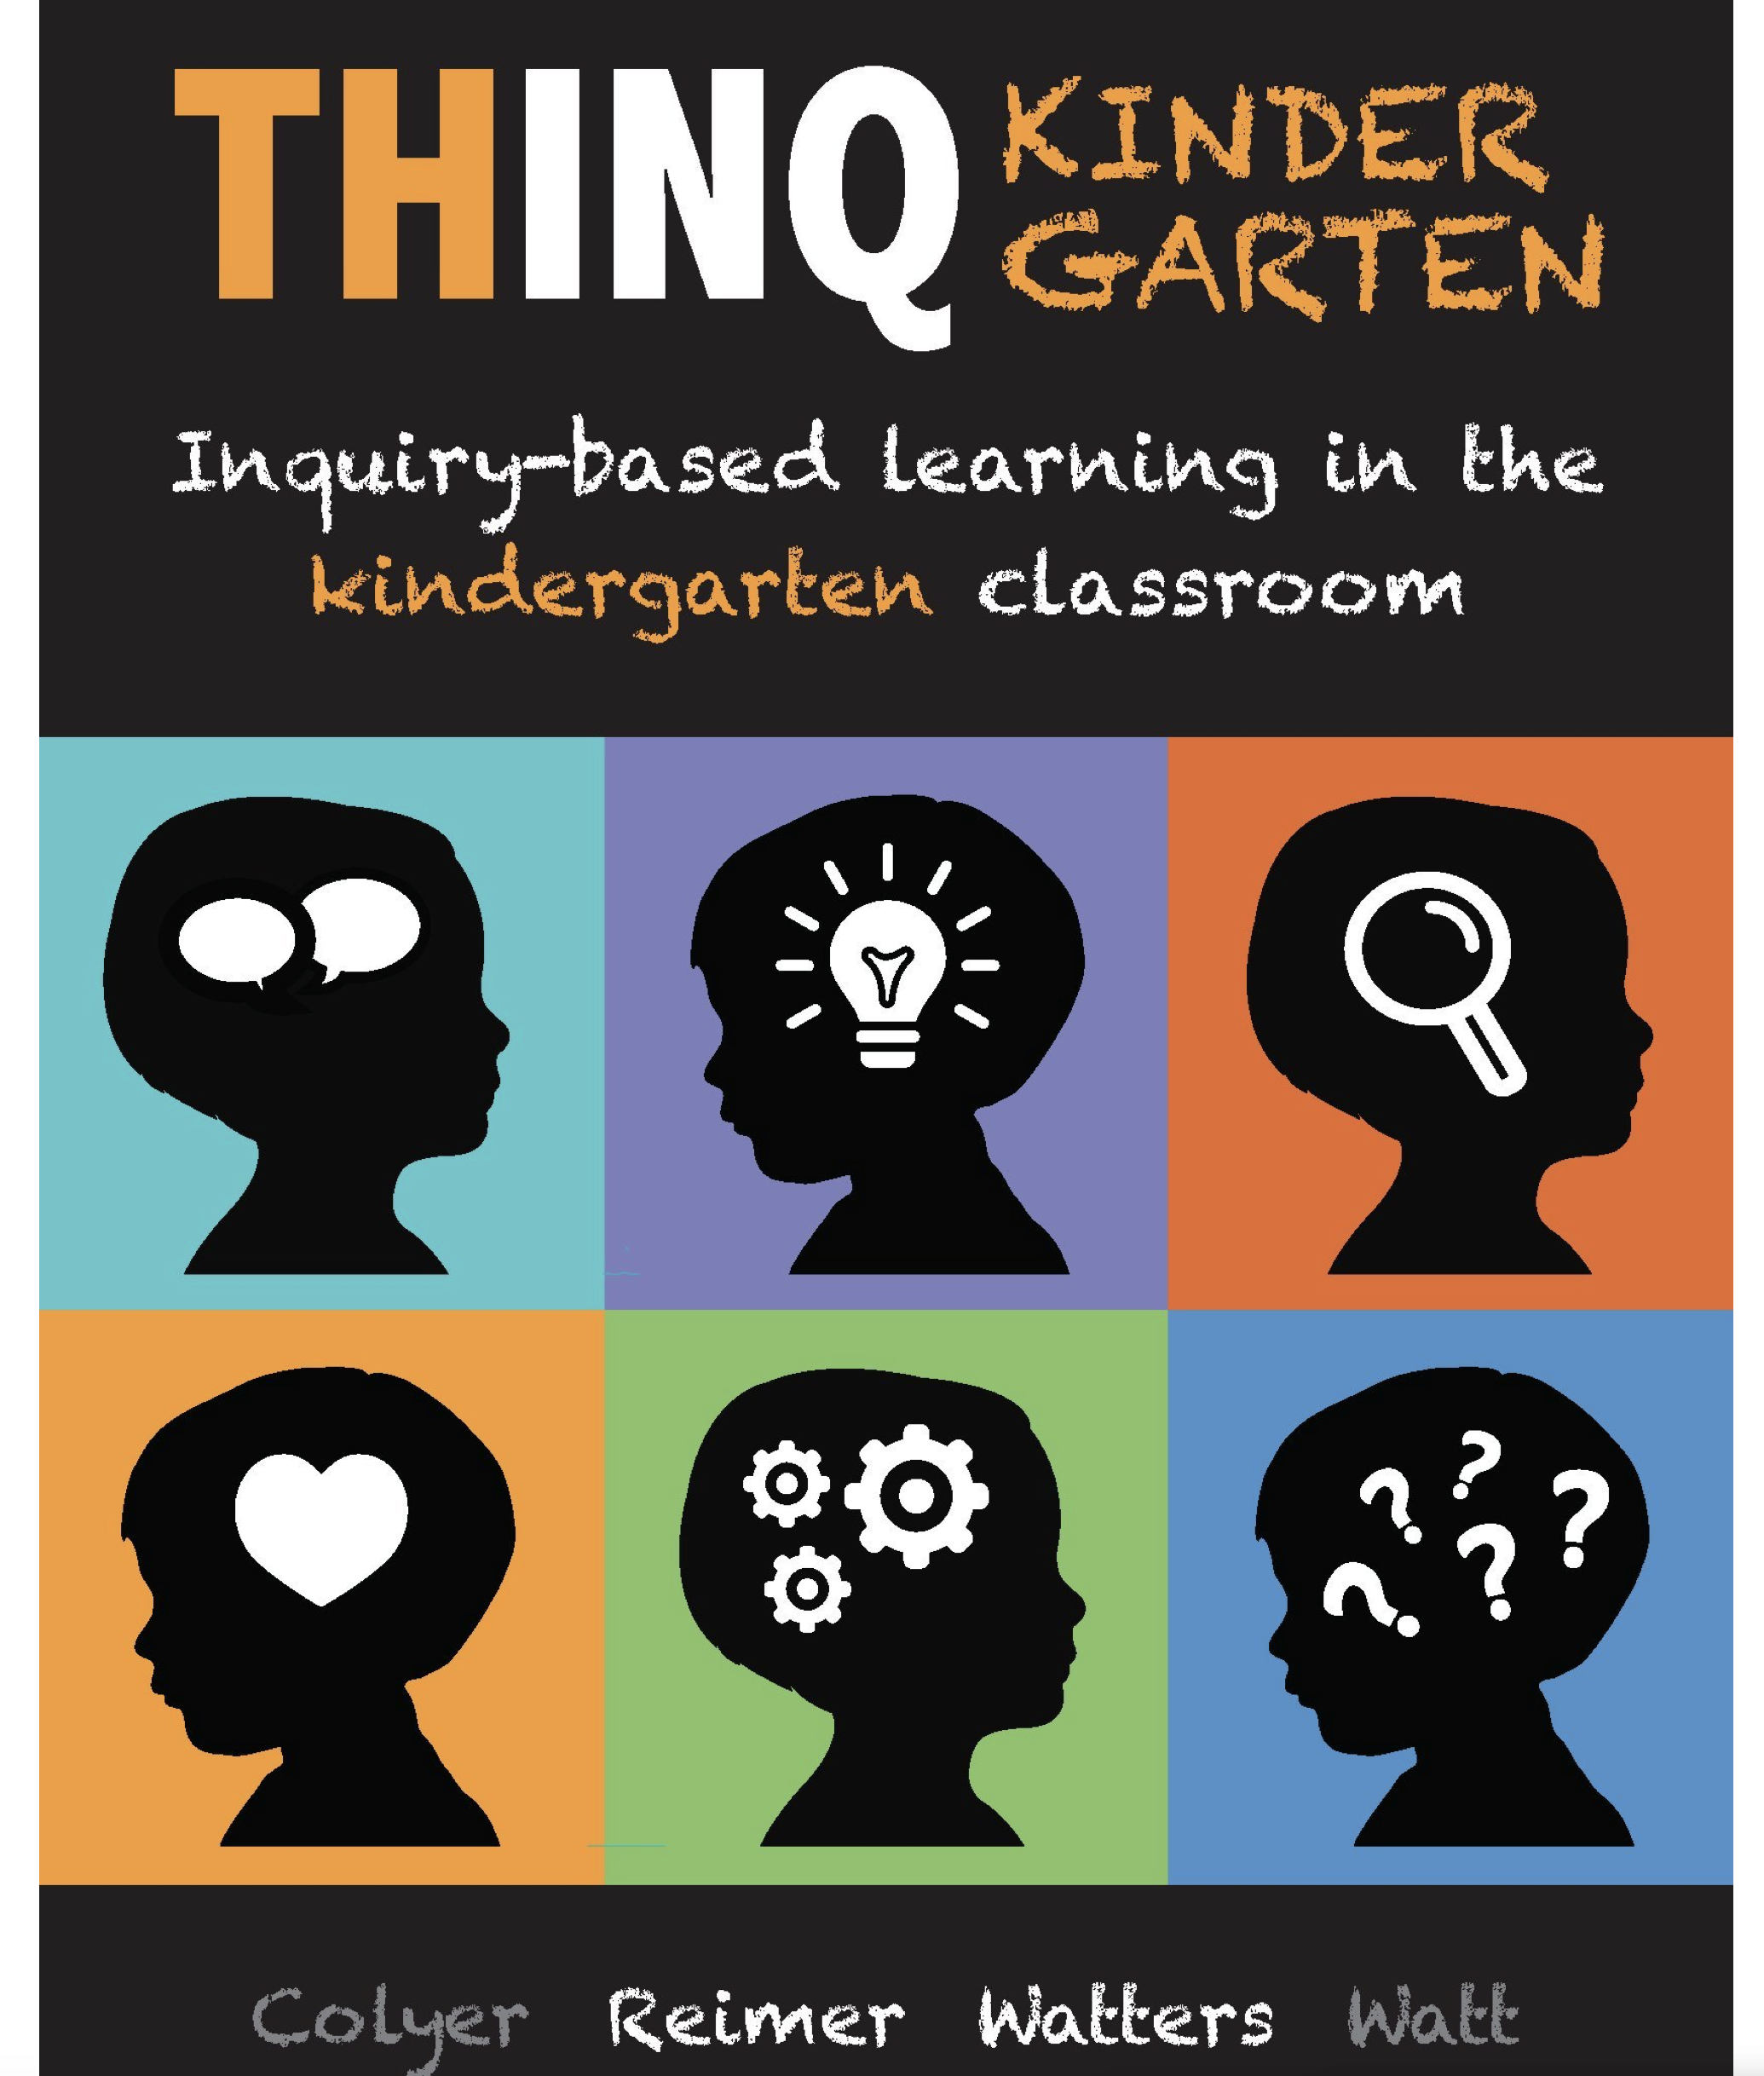 THINQ KINDER
GARTEN
Inquiry-based learning in the
kindergarten classroom
? ? ? ? ?
Colyer Reimer Watters Watt